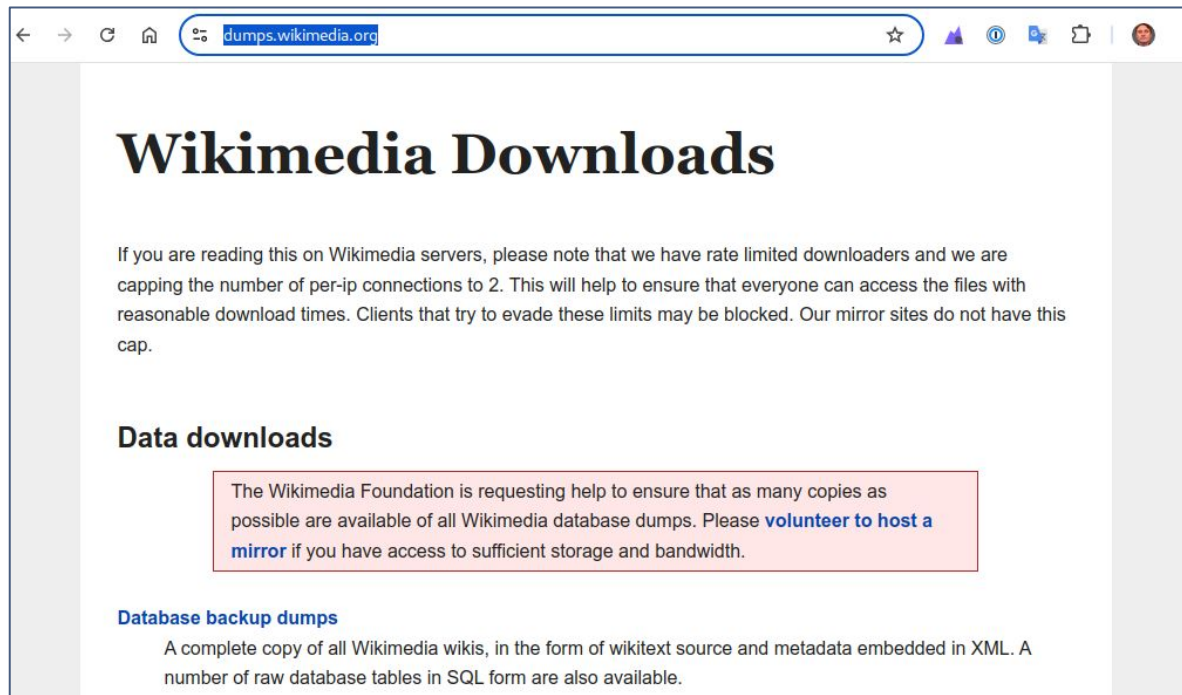 dumps.wikimedia.org
Wikimedia Downloads
If you are reading this on Wikimedia servers, please note that we have rate limited downloaders and we are
capping the number of per-ip connections to 2. This will help to ensure that everyone can access the files with
reasonable download times. Clients that try to evade these limits may be blocked. Our mirror sites do not have this
cap.
Data downloads
The Wikimedia Foundation is requesting help to ensure that as many copies as
possible are available of all Wikimedia database dumps. Please volunteer to host a
mirror if you have access to sufficient storage and bandwidth.
Database backup dumps
A complete copy of all Wikimedia wikis, in the form of wikitext source and metadata embedded in XML. A
number of raw database tables in SQL form are also available.